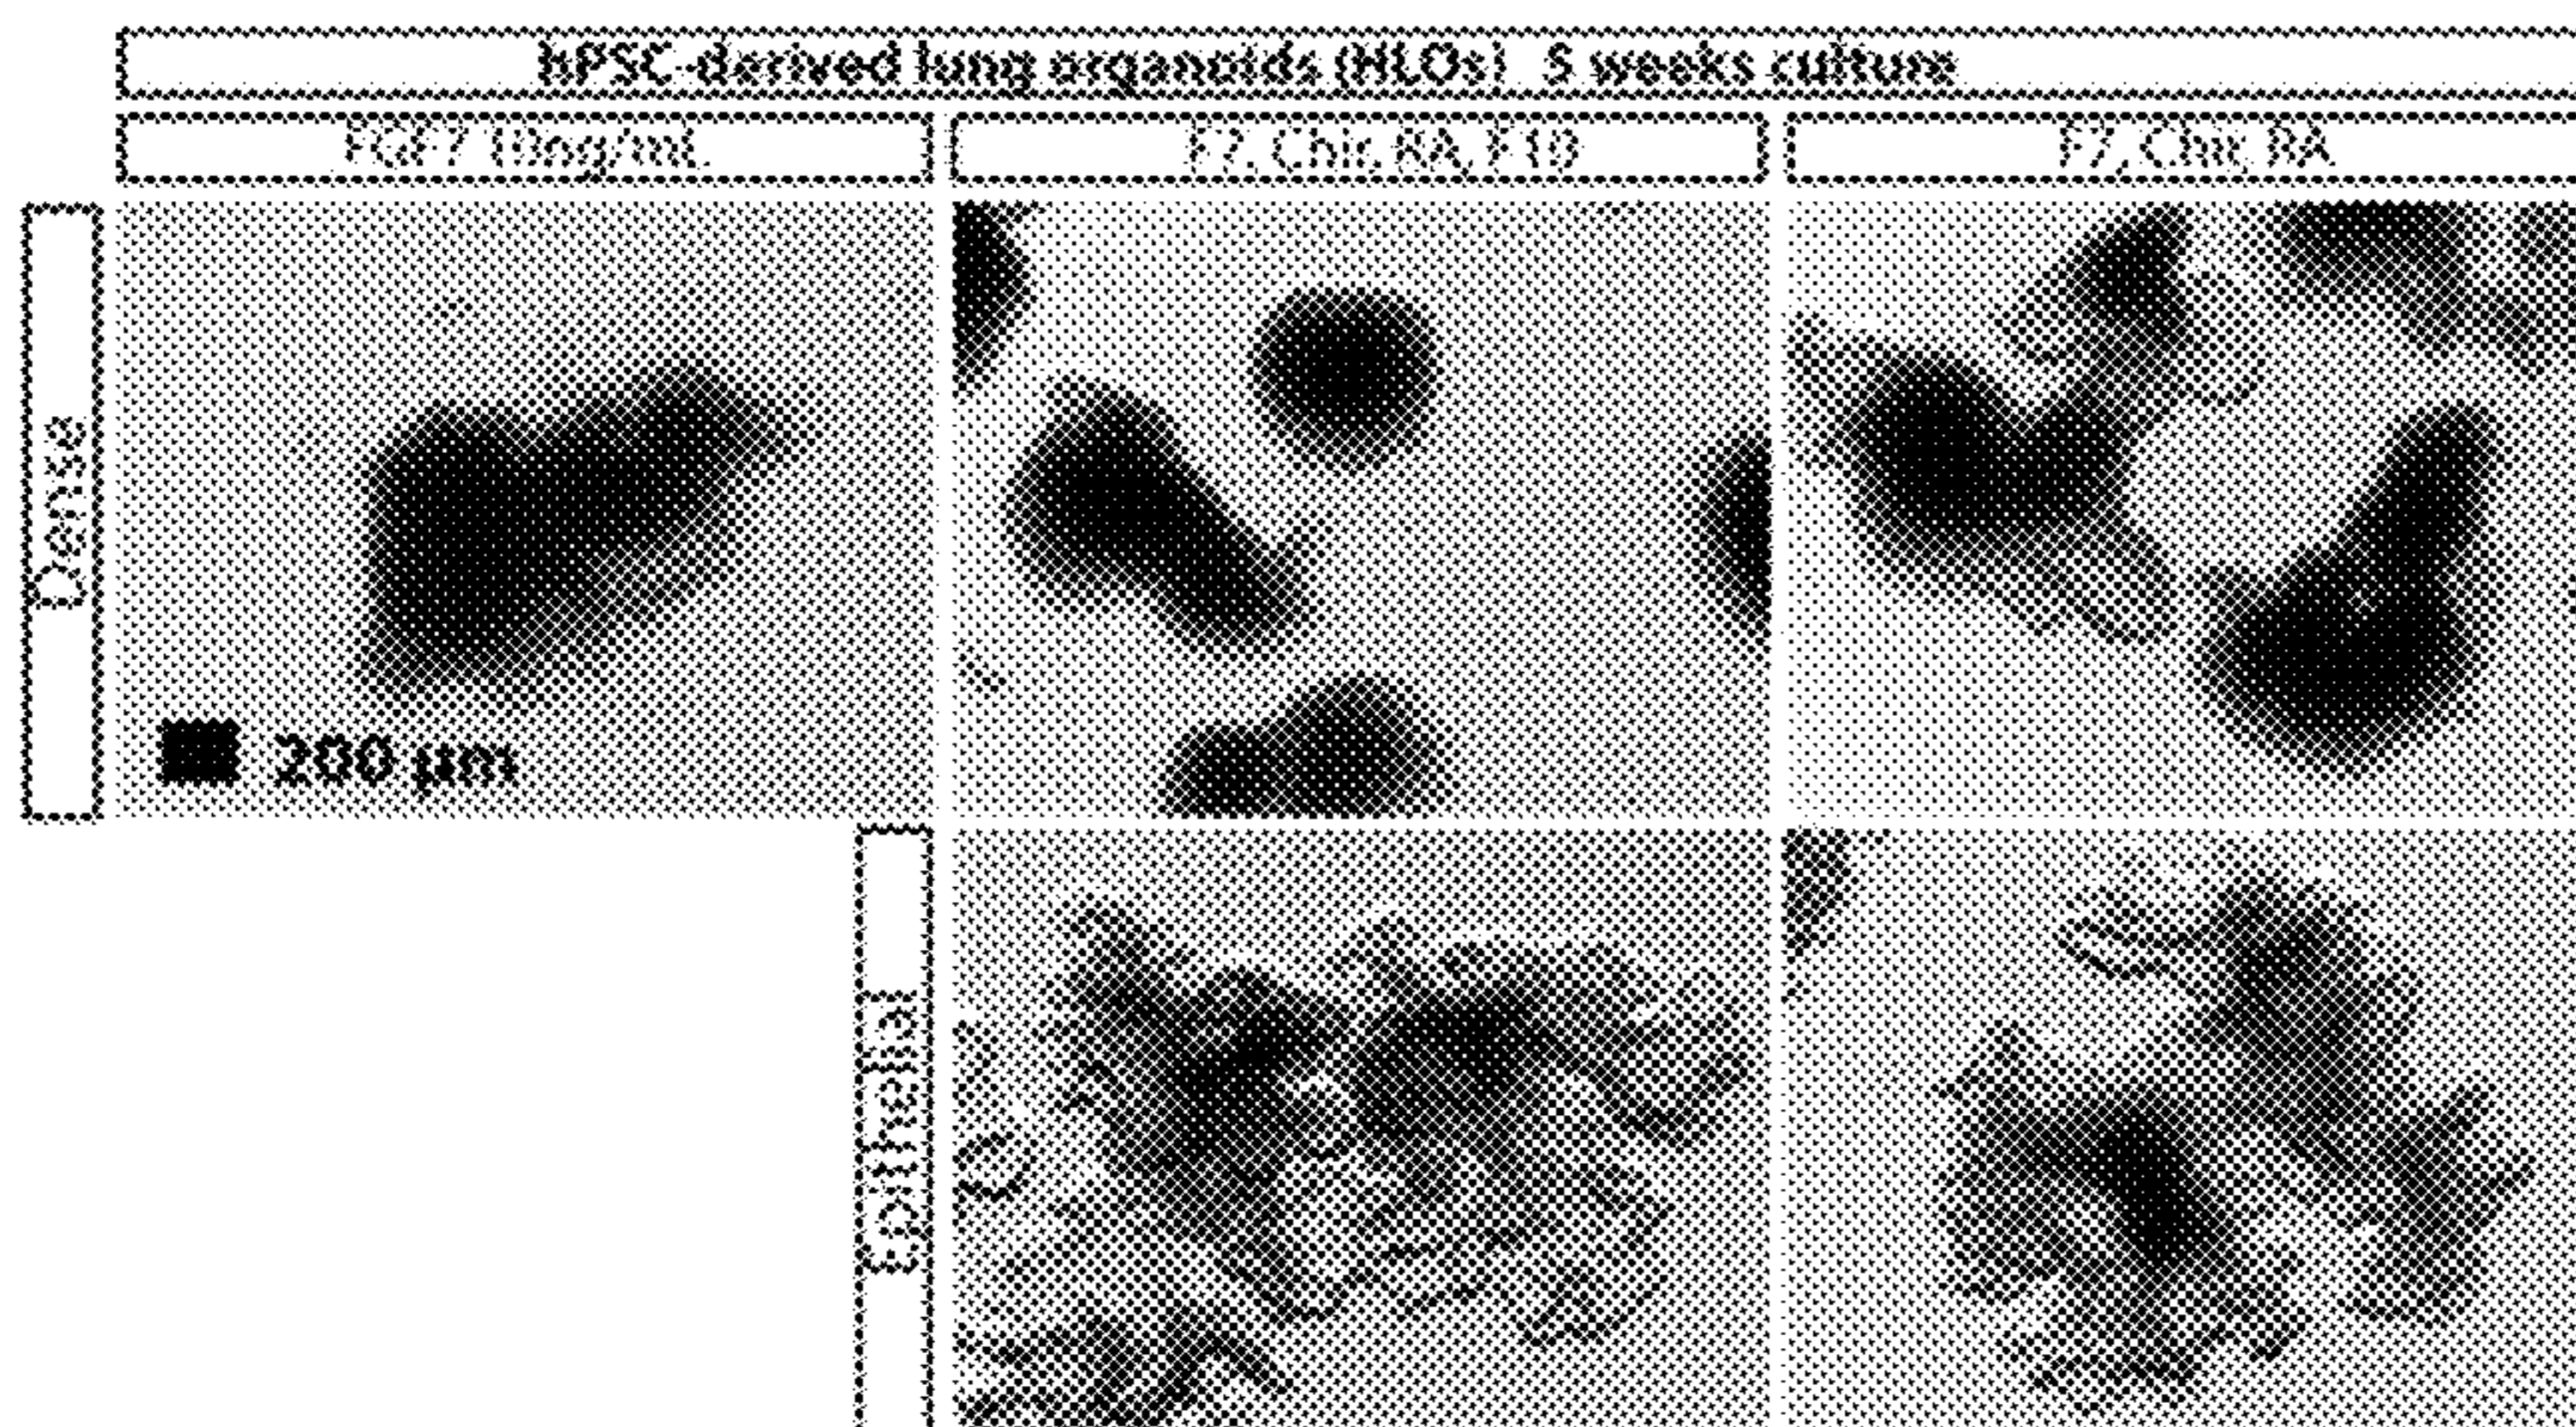 hPSC-derived lung organoids (HLOs) 5 weeks culture
FGF7 10ng/mL
F7, Chir, RA, F10
F7, Chir, RA
Dense
200 µm
Epithelial